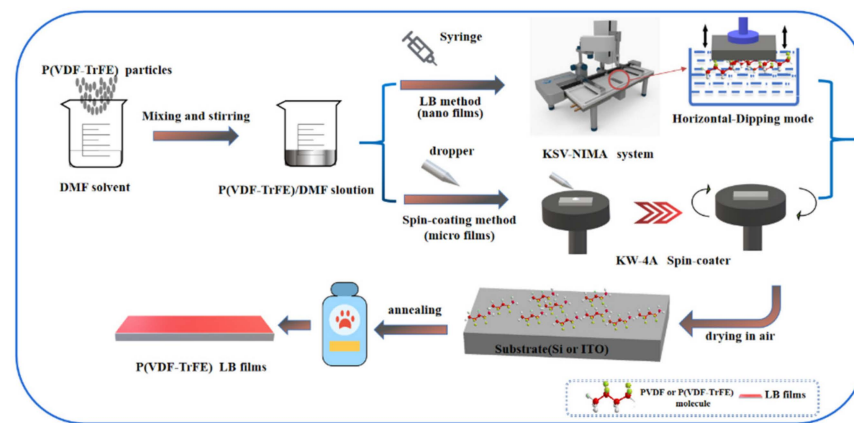 P(VDF-TrFE) particles
DMF solvent
Mixing and stirring
P(VDF-TrFE)/DMF sloution
Syringe
LB method
(nano films)
KSV-NIMA system
Horizontal-Dipping mode
dropper
Spin-coating method
(micro films)
KW-4A Spin-coater
drying in air
Substrate(Si or ITO)
annealing
P(VDF-TrFE) LB films
PVDF or P(VDF-TrFE)
molecule
LB films